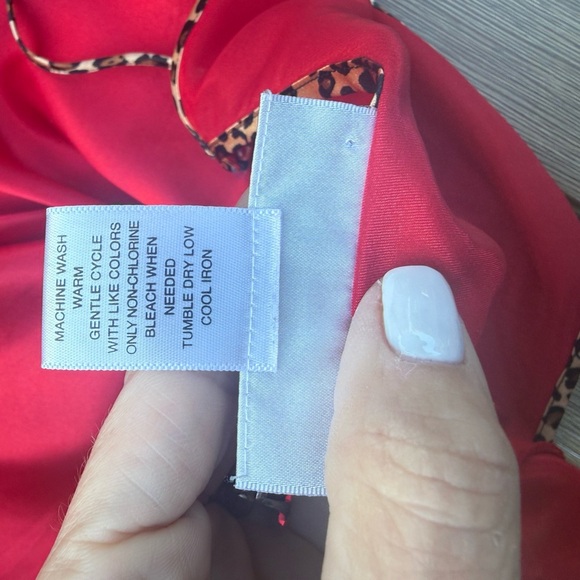 MACHINE WASH
WARM
GENTLE CYCLE
WITH LIKE COLORS
ONLY NON-CHLORINE
BLEACH WHEN
NEEDED
TUMBLE DRY LOW
COOL IRON